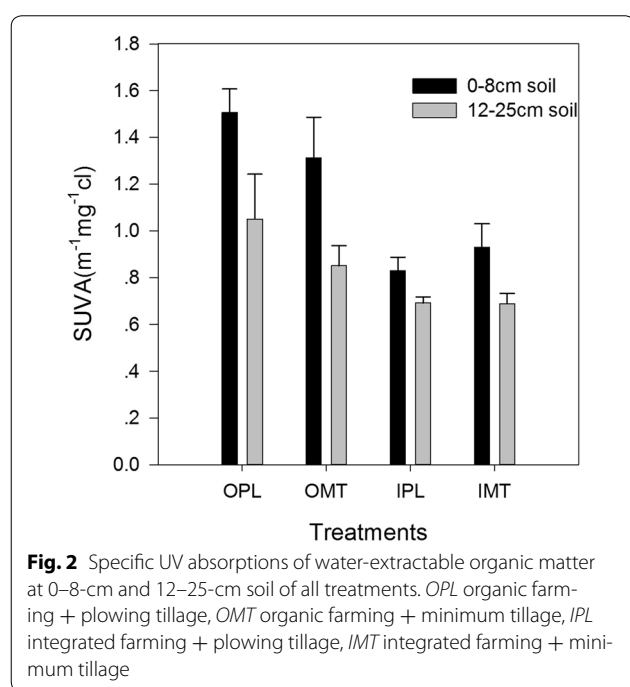 1.8
1.6
1.4
1.2
1.0
.8
.6
.4
.2
0.0
SUVA(m⁻¹mg⁻¹cl)
0-8cm soil
12-25cm soil
OPL OMT IPL IMT
Treatments
Fig. 2 Specific UV absorptions of water-extractable organic matter
at 0–8-cm and 12–25-cm soil of all treatments. OPL organic farm-
ing + plowing tillage, OMT organic farming + minimum tillage, IPL
integrated farming + plowing tillage, IMT integrated farming + mini-
mum tillage